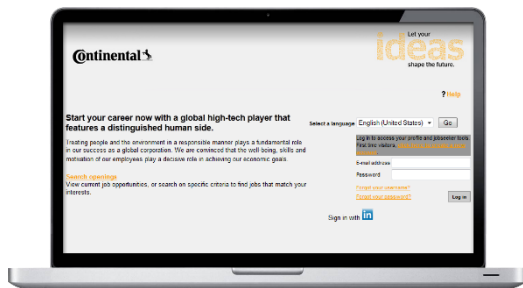 Let your
ideas
shape the future.
Continental
? Help
Start your career now with a global high-tech player that
features a distinguished human side.
Select a language English (United States) Go
Treating people and the environment in a responsible manner plays a fundamental role
in our success as a global corporation. We are convinced that the well being, skills and
motivation of our employees play a decisive role in achieving our economic goals.
Log in to access your profile and jobcenter tools.
First time visitors,
E-mail address
Password
Search openings
View current job opportunities, or search on specific criteria to find jobs that match your
interests.
Forgot your username?
Forgot your password?
Log in
Sign in with in